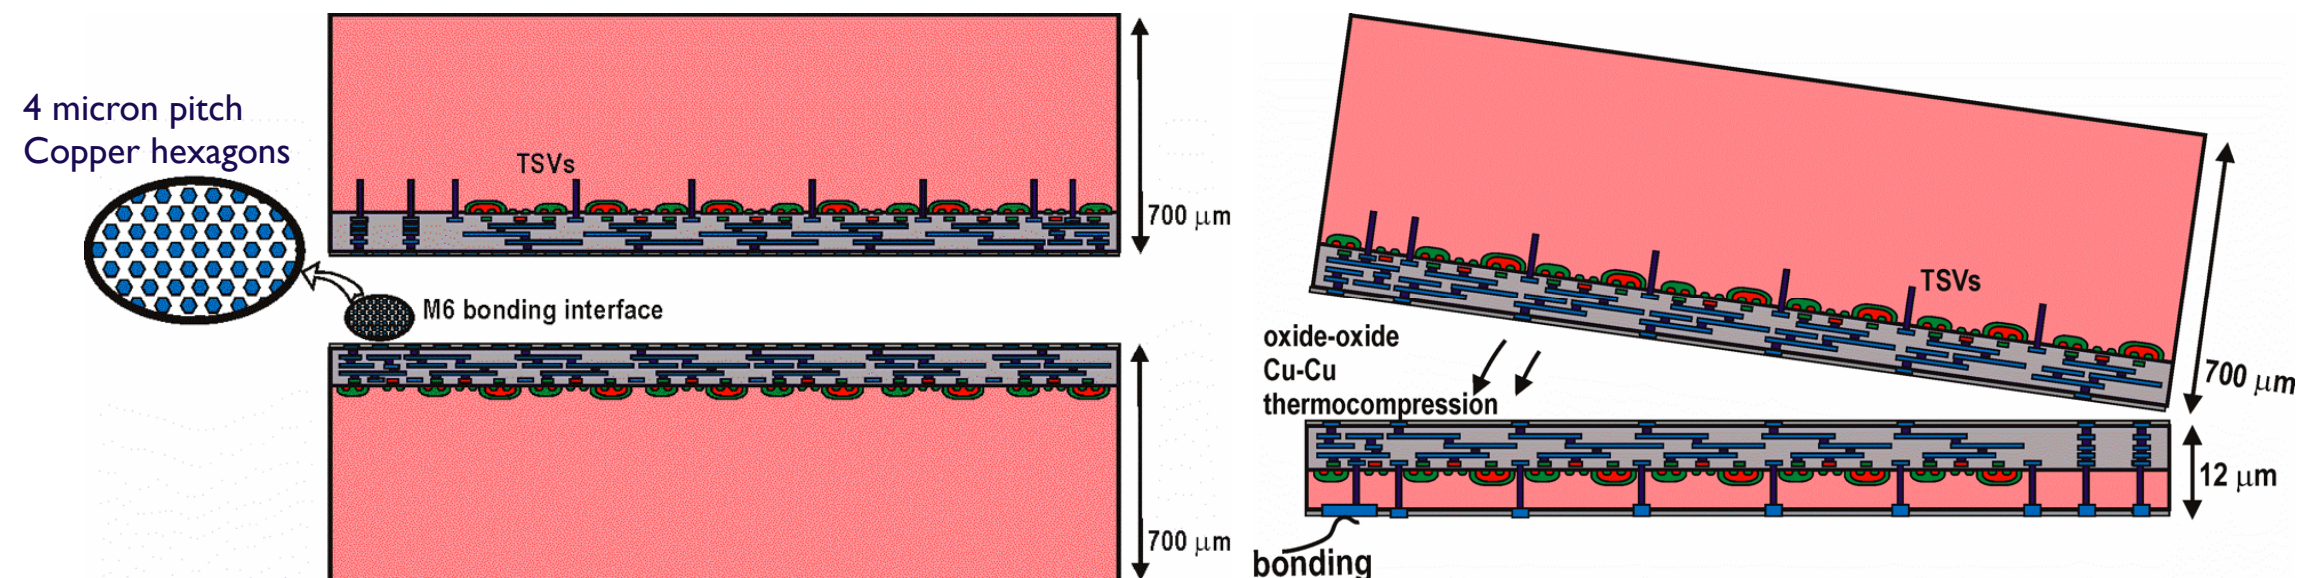 4 micron pitch
Copper hexagons
TSVs
700 μm
M6 bonding interface
700 μm
TSVs
oxide-oxide
Cu-Cu
thermocompression
700 μm
12 μm
bonding